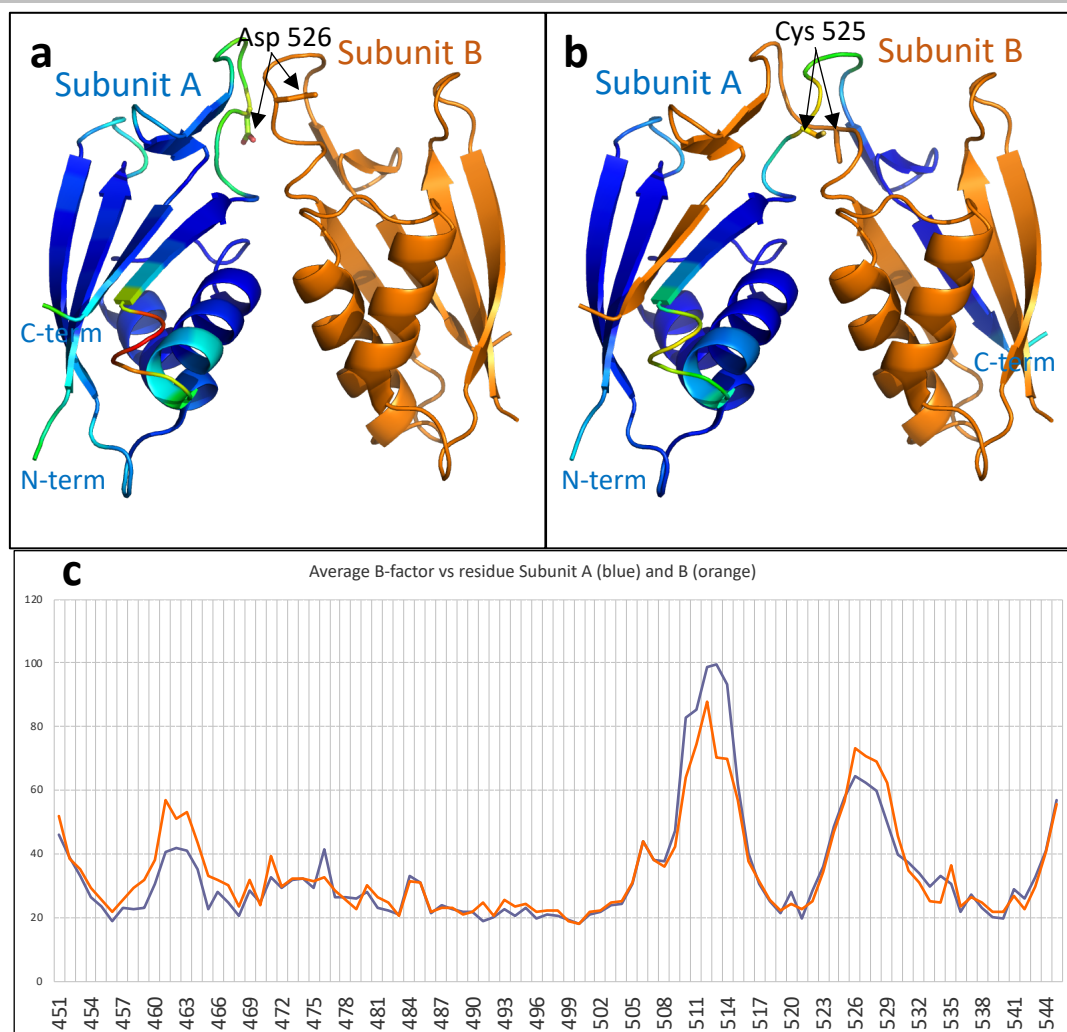 a
Asp 526
Subunit A
Subunit B
C-term
N-term
b
Cys 525
Subunit A
Subunit B
C-term
N-term
c
Average B-factor vs residue Subunit A (blue) and B (orange)
120
100
80
60
40
20
0
451 454 457 460 463 466 469 472 475 478 481 484 487 490 493 496 499 502 505 508 511 514 517 520 523 526 529 532 535 538 541 544